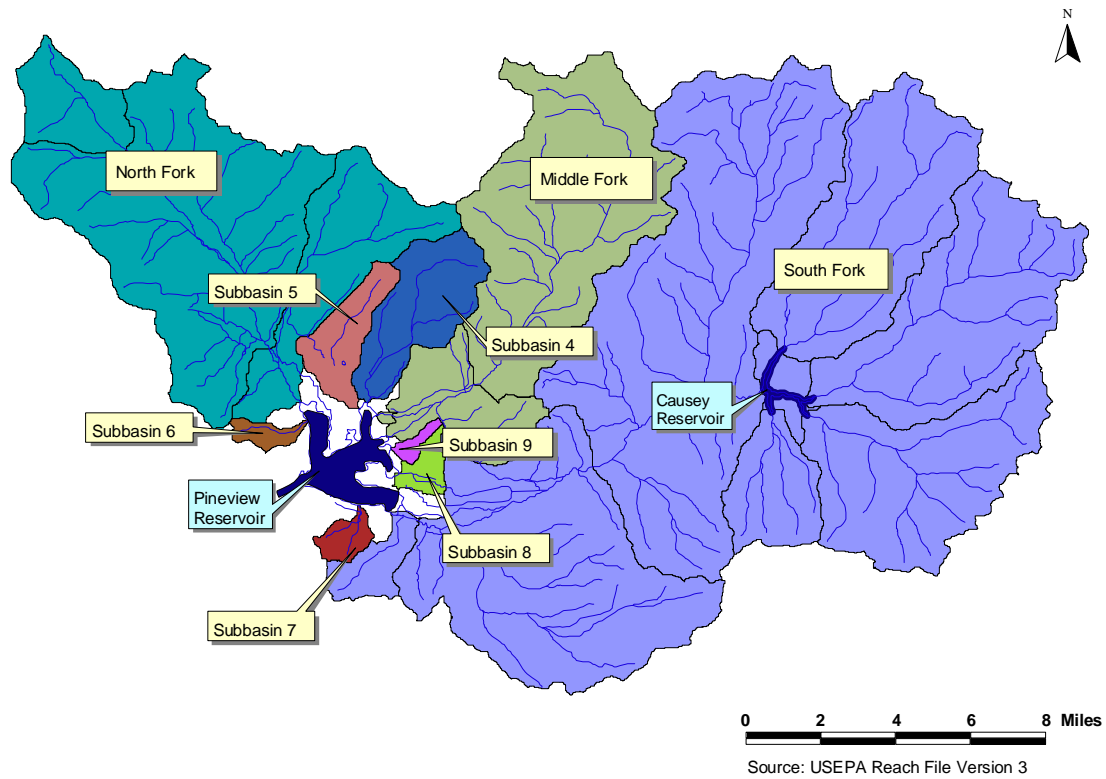 N
North Fork
Middle Fork
South Fork
Subbasin 5
Subbasin 4
Causey
Reservoir
Subbasin 6
Subbasin 9
Pineview
Reservoir
Subbasin 8
Subbasin 7
0 2 4 6 8 Miles
Source: USEPA Reach File Version 3